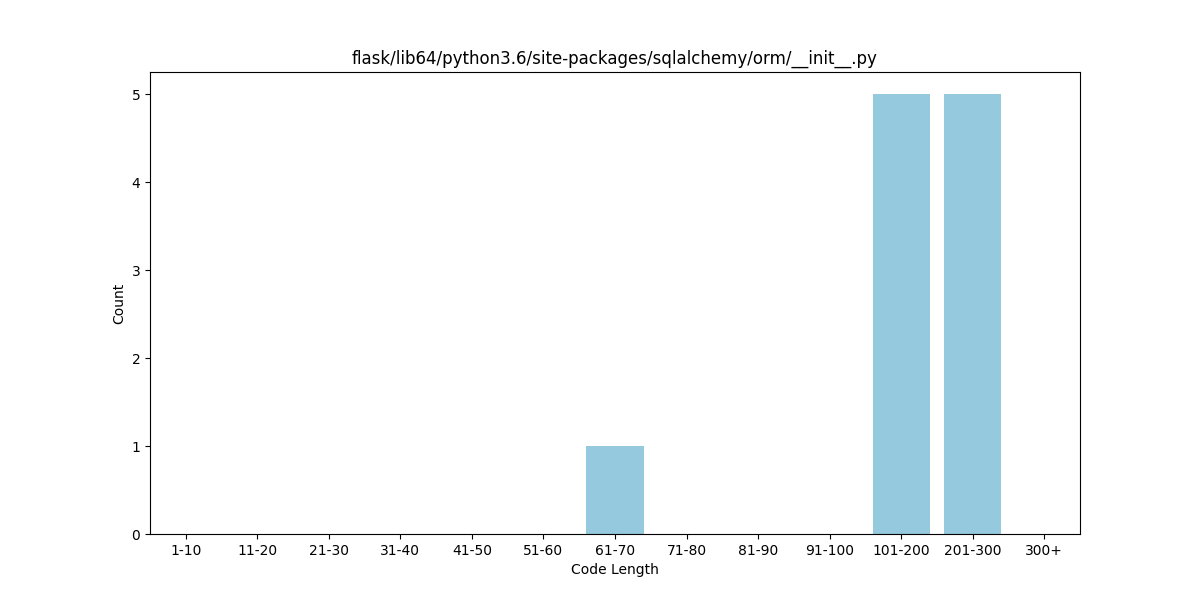 flask/lib64/python3.6/site-packages/sqlalchemy/orm/__init__.py
5
4
3
2
1
0
Count
1-10 11-20 21-30 31-40 41-50 51-60 61-70 71-80 81-90 91-100 101-200 201-300 300+
Code Length